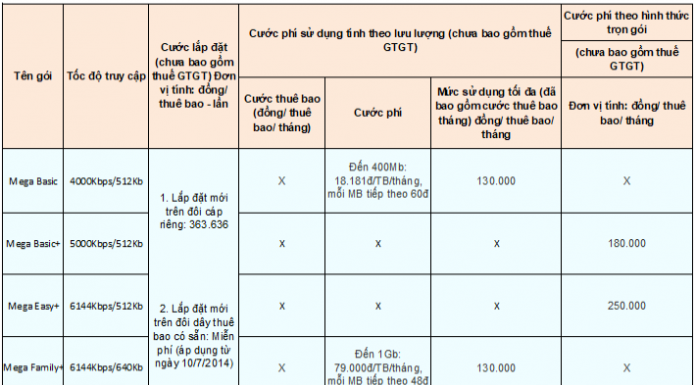 Tên gói
Tốc độ truy cập
Cước lắp đặt
(chưa bao gồm
thuế GTGT) Đơn
vị tính: đồng/
thuê bao - lần
Cước phí sử dụng tính theo lưu lượng (chưa bao gồm thuế
GTGT)
Cước phí theo hình thức
trọn gói
(chưa bao gồm thuế
GTGT)
Cước thuê bao
(đồng/ thuê
bao/ tháng)
Cước phí
Mức sử dụng tối đa (đã
bao gồm cước thuê bao
tháng) đồng/ thuê bao/
tháng
Đơn vị tính: đồng/ thuê
bao/ tháng
Mega Basic
4000Kbps/512Kb
1. Lắp đặt mới
trên đôi cáp
riêng: 363.636
X
Đến 400Mb:
18.181đ/TB/tháng,
mỗi MB tiếp theo 60đ
130.000
X
Mega Basic+
5000Kbps/512Kb
X
X
X
180.000
Mega Easy+
6144Kbps/512Kb
2. Lắp đặt mới
trên đôi dây thuê
bao có sẵn: Miễn
phí (áp dụng từ
ngày 10/7/2014)
X
X
X
250.000
Mega Family+
6144Kbps/640Kb
X
Đến 1Gb:
79.000đ/TB/tháng,
mỗi MB tiếp theo 48đ
130.000
X